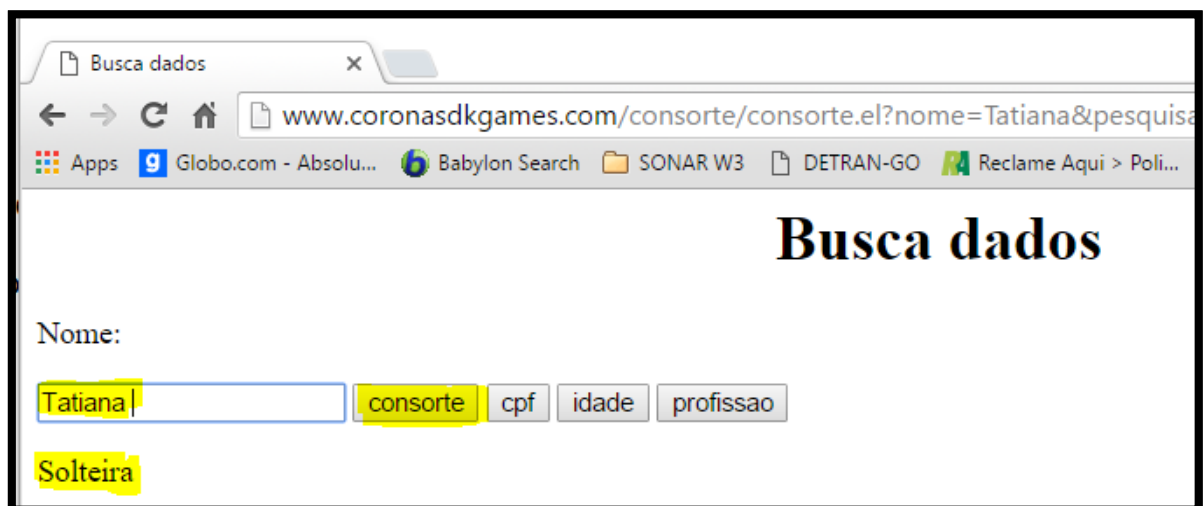 Busca dados
www.coronasdkgames.com/consorte/consorte.el?nome=Tatiana&pesquisa
Apps Globo.com - Absolu... Babylon Search SONAR W3 DETRAN-GO Reclame Aqui > Poli...
Busca dados
Nome:
Tatiana consorte cpf idade profissao
Solteira